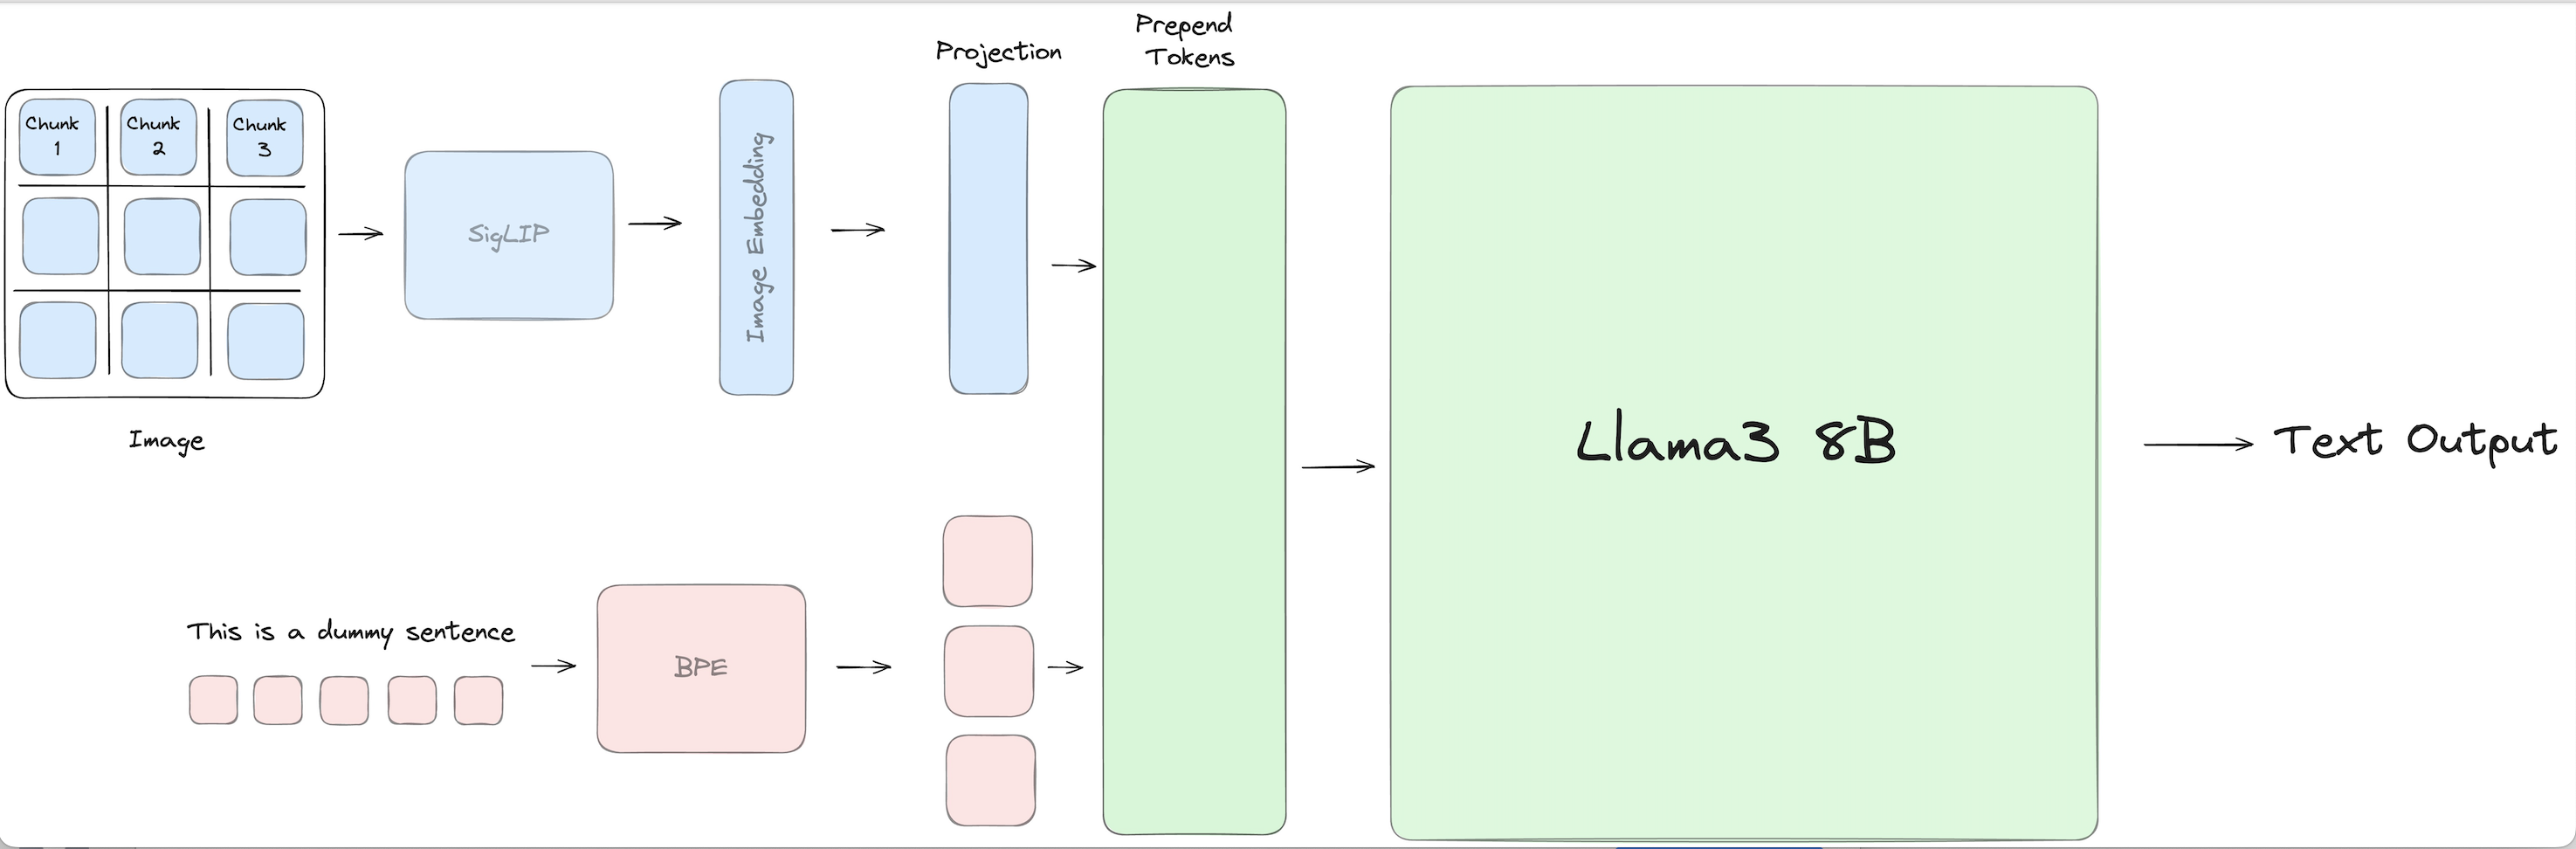 Prepend
Tokens
Projection
Chunk
1
Chunk
2
Chunk
3
SigLIP
Image Embedding
Image
Llama3 8B
Text Output
This is a dummy sentence
BPE